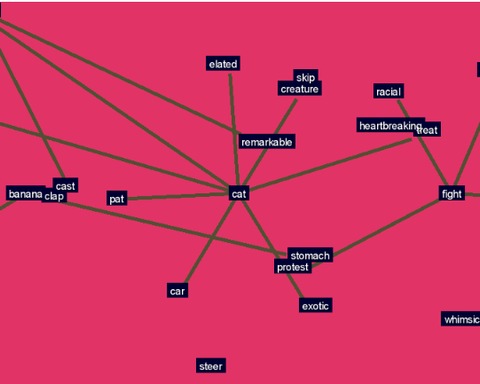 elated
skip
creature
racial
heartbreaking
treat
remarkable
cast
banana
clap
pat
cat
fight
stomach
protest
car
exotic
whimsic
steer